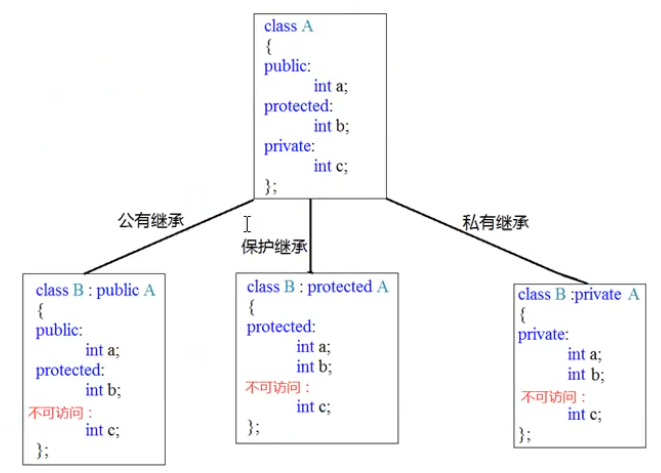 class A
{
public:
int a;
protected:
int b;
private:
int c;
};
公有继承
保护继承
私有继承
class B : public A
{
public:
int a;
protected:
int b;
不可访问：
int c;
};
class B : protected A
{
protected:
int a;
int b;
不可访问：
int c;
};
class B :private A
{
private:
int a;
int b;
不可访问：
int c;
};